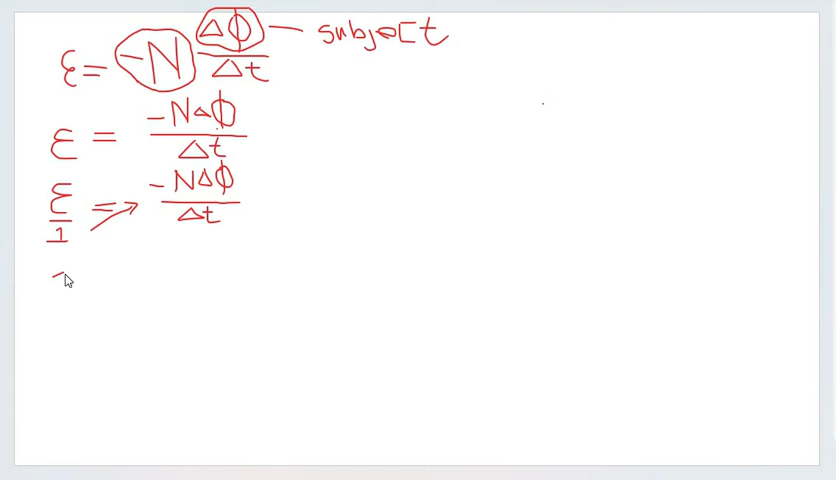 ε = -N ΔΦ/Δt — subject
ε = -NΔΦ/Δt
ε/1 = -NΔΦ/Δt
-